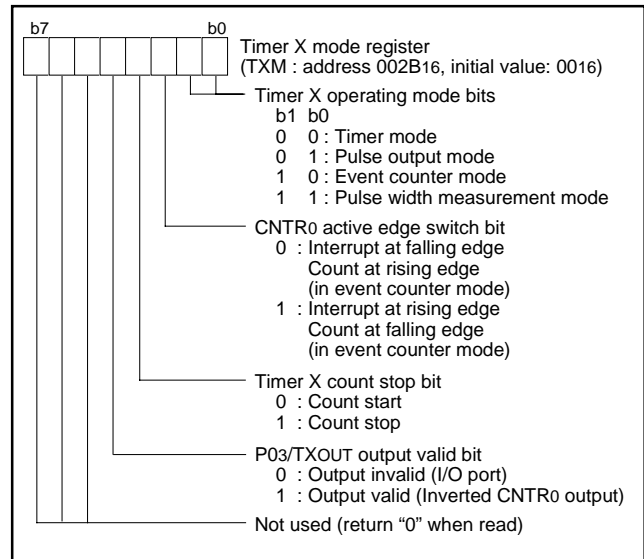 b7 b0
Timer X mode register
(TXM : address 002B16, initial value: 0016)
Timer X operating mode bits
b1 b0
0 0 : Timer mode
0 1 : Pulse output mode
1 0 : Event counter mode
1 1 : Pulse width measurement mode
CNTR0 active edge switch bit
0 : Interrupt at falling edge
Count at rising edge
(in event counter mode)
1 : Interrupt at rising edge
Count at falling edge
(in event counter mode)
Timer X count stop bit
0 : Count start
1 : Count stop
P03/TXOUT output valid bit
0 : Output invalid (I/O port)
1 : Output valid (Inverted CNTR0 output)
Not used (return “0” when read)